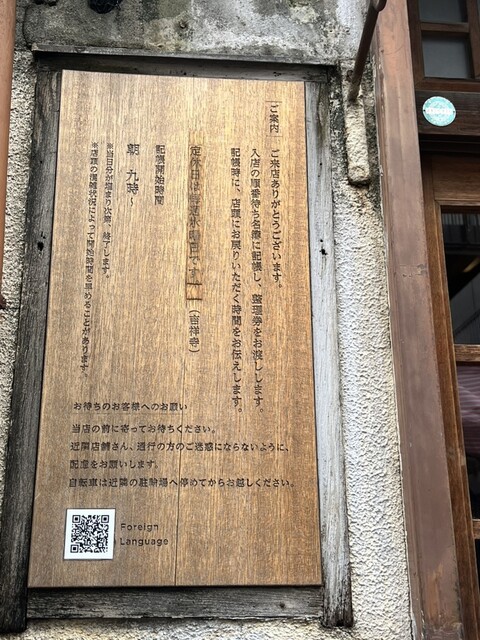 ご案内
ご来店ありがとうございます。
入店の順番待ち名簿に記帳し、整理券をお渡しします。
記帳時に、店頭にお戻りいただく時間をお伝えします。
定休日は毎週水曜日です
(吉祥寺)
記帳開始時間
朝 九時〜
※当日分が埋まり次第、終了します。
※店頭の混雑状況によって開始時間を早めることがあります。
お待ちのお客様へのお願い
当店の前に寄ってお待ちください。
近隣店舗さん、通行の方のご迷惑にならないように、
配慮をお願いします。
自転車は近隣の駐輪場へ停めてからお越しください。
Foreign
Language